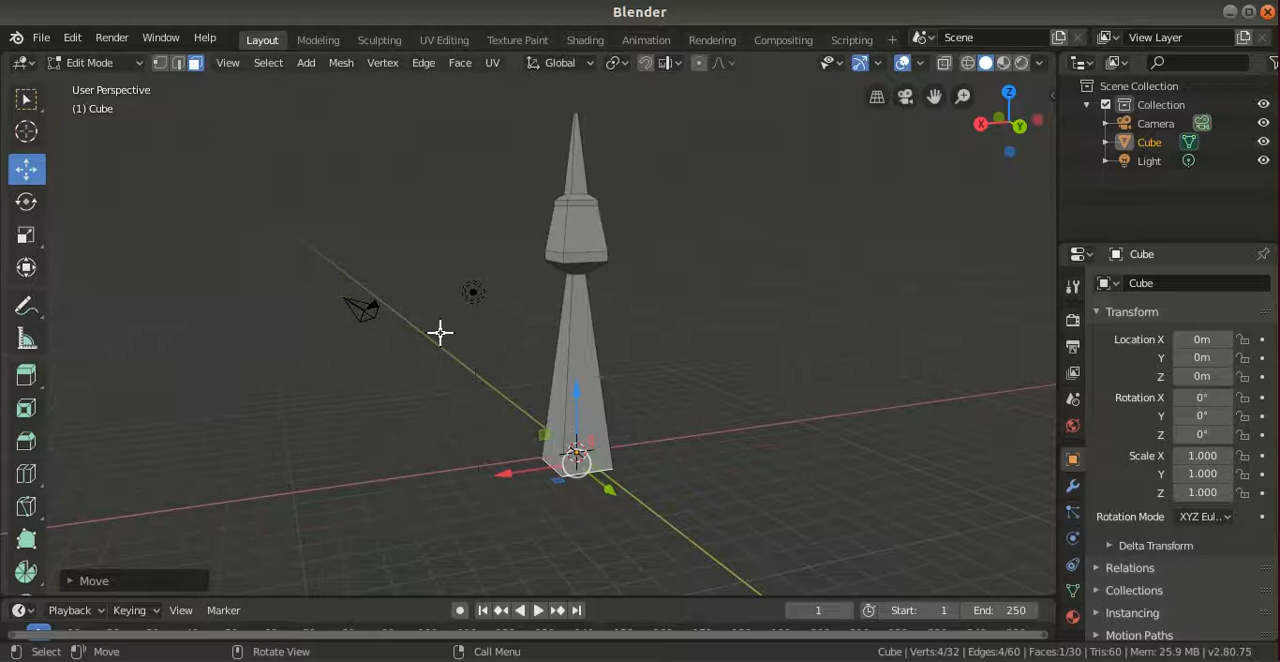 Blender
File Edit Render Window Help Layout Modeling Sculpting UV Editing Texture Paint Shading Animation Rendering Compositing Scripting + Scene View Layer
Edit Mode View Select Add Mesh Vertex Edge Face UV Global
User Perspective
(1) Cube
Z
X
Y
Scene Collection
Collection
Camera
Cube
Light
Cube
Cube
Transform
Location X 0m
Y 0m
Z 0m
Rotation X 0°
Y 0°
Z 0°
Scale X 1.000
Y 1.000
Z 1.000
Rotation Mode XYZ Eul..
Delta Transform
Relations
Collections
Instancing
Motion Paths
Move
Playback Keying View Marker 1 Start: 1 End: 250
Select Move Rotate View Call Menu Cube | Verts:4/32 | Edges:4/60 | Faces:1/30 | Tris:60 | Mem: 25.9 MB | v2.80.75